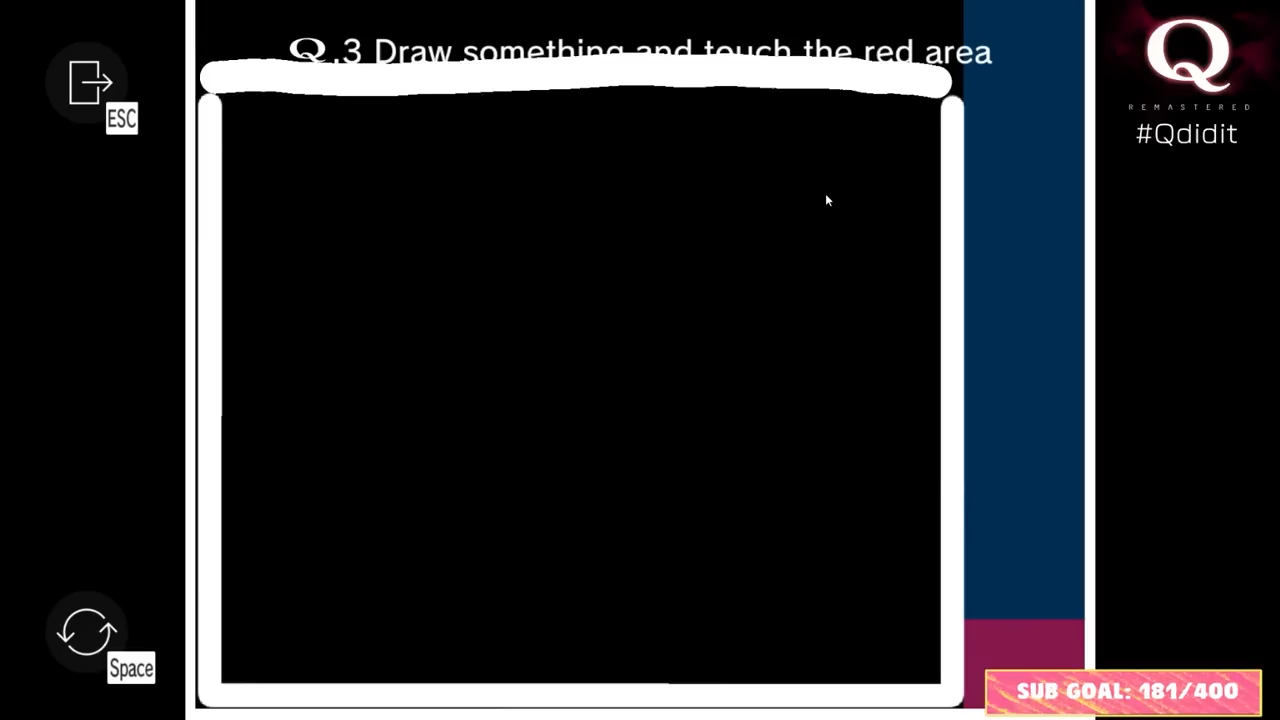 Q.3 Draw something and touch the red area
ESC
Q
REMASTERED
#Qdidit
Space
SUB GOAL: 181/400